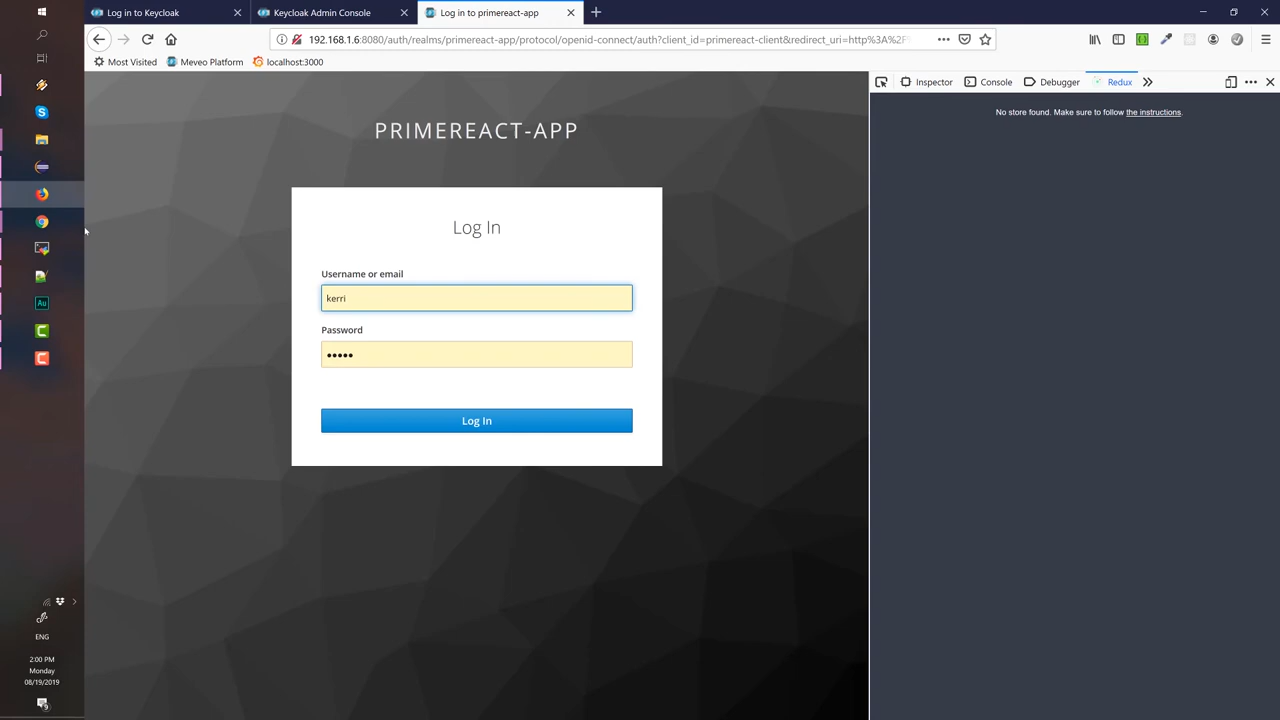 Log in to Keycloak
Keycloak Admin Console
Log in to primereact-app
192.168.1.6:8080/auth/realms/primereact-app/protocol/openid-connect/auth?client_id=primereact-client&redirect_uri=http%3A%2F
Most Visited
Meveo Platform
localhost:3000
Inspector
Console
Debugger
Redux
No store found. Make sure to follow the instructions.
PRIMEREACT-APP
Log In
Username or email
kerri
Password
•••••
Log In
Au
ENG
2:00 PM
Monday
08/19/2019